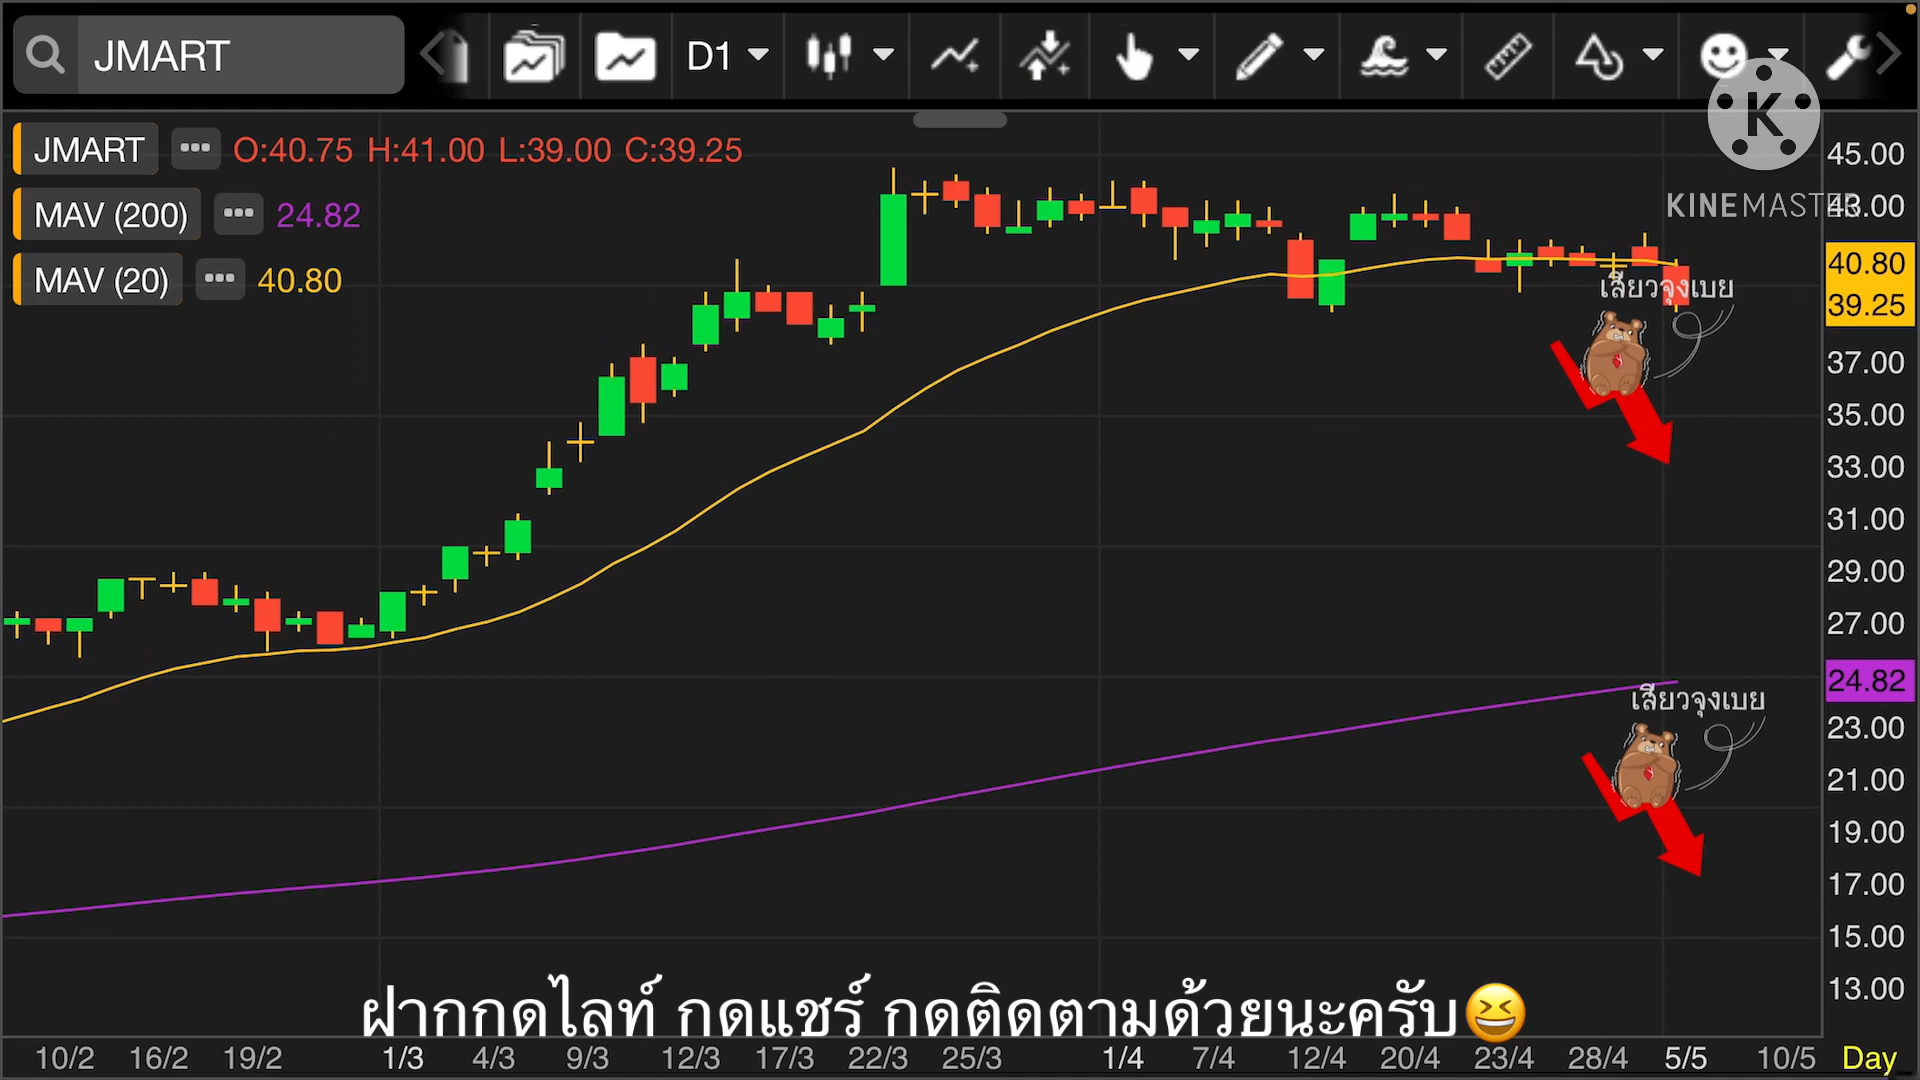 JMART
D1
JMART O:40.75 H:41.00 L:39.00 C:39.25
MAV (200) 24.82
MAV (20) 40.80
K
KINEMASTER
45.00
43.00
40.80
39.25
37.00
35.00
33.00
31.00
29.00
27.00
24.82
23.00
21.00
19.00
17.00
15.00
13.00
เสียวจุงเบย
เสียวจุงเบย
ฝากกดไลท์ กดแชร์ กดติดตามด้วยนะครับ😆
10/2 16/2 19/2 1/3 4/3 9/3 12/3 17/3 22/3 25/3 1/4 7/4 12/4 20/4 23/4 28/4 5/5 10/5 Day